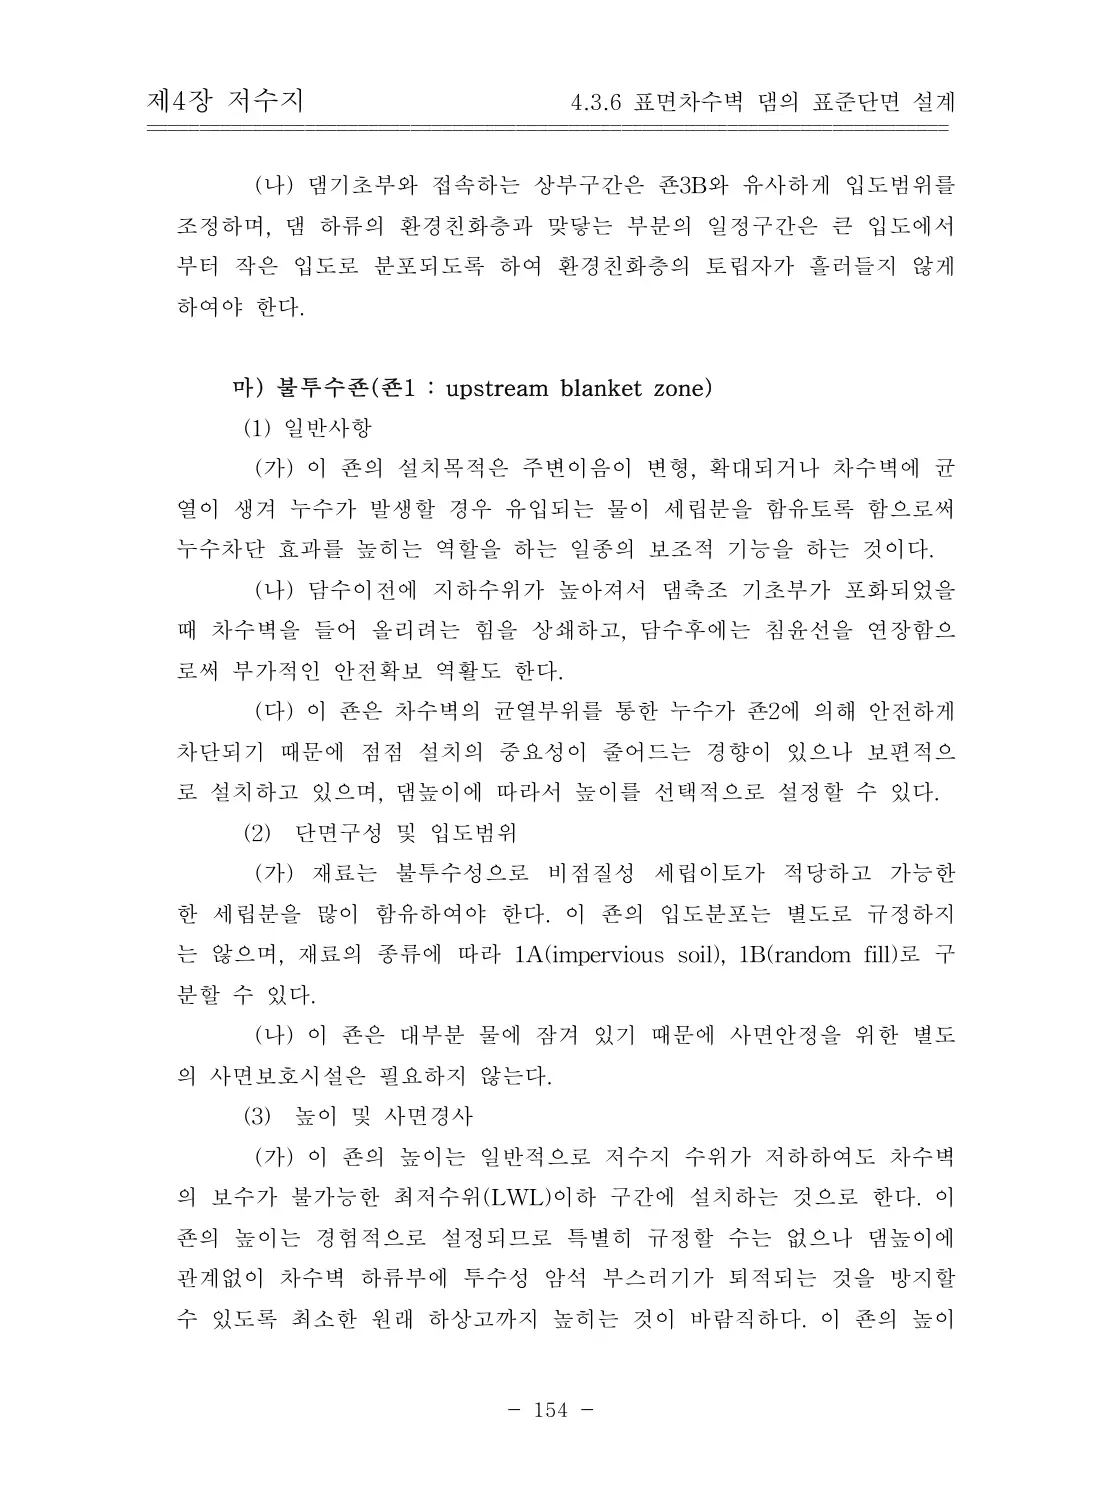 제4장 저수지 4.3.6 표면차수벽 댐의 표준단면 설계
(나) 댐기초부와 접속하는 상부구간은 죤3B와 유사하게 입도범위를
조정하며, 댐 하류의 환경친화층과 맞닿는 부분의 일정구간은 큰 입도에서
부터 작은 입도로 분포되도록 하여 환경친화층의 토립자가 흘러들지 않게
하여야 한다.
마) 불투수죤(죤1 : upstream blanket zone)
(1) 일반사항
(가) 이 죤의 설치목적은 주변이음이 변형, 확대되거나 차수벽에 균
열이 생겨 누수가 발생할 경우 유입되는 물이 세립분을 함유토록 함으로써
누수차단 효과를 높히는 역할을 하는 일종의 보조적 기능을 하는 것이다.
(나) 담수이전에 지하수위가 높아져서 댐축조 기초부가 포화되었을
때 차수벽을 들어 올리려는 힘을 상쇄하고, 담수후에는 침윤선을 연장함으
로써 부가적인 안전확보 역활도 한다.
(다) 이 죤은 차수벽의 균열부위를 통한 누수가 죤2에 의해 안전하게
차단되기 때문에 점점 설치의 중요성이 줄어드는 경향이 있으나 보편적으
로 설치하고 있으며, 댐높이에 따라서 높이를 선택적으로 설정할 수 있다.
(2) 단면구성 및 입도범위
(가) 재료는 불투수성으로 비점질성 세립이토가 적당하고 가능한
한 세립분을 많이 함유하여야 한다. 이 죤의 입도분포는 별도로 규정하지
는 않으며, 재료의 종류에 따라 1A(impervious soil), 1B(random fill)로 구
분할 수 있다.
(나) 이 죤은 대부분 물에 잠겨 있기 때문에 사면안정을 위한 별도
의 사면보호시설은 필요하지 않는다.
(3) 높이 및 사면경사
(가) 이 죤의 높이는 일반적으로 저수지 수위가 저하하여도 차수벽
의 보수가 불가능한 최저수위(LWL)이하 구간에 설치하는 것으로 한다. 이
죤의 높이는 경험적으로 설정되므로 특별히 규정할 수는 없으나 댐높이에
관계없이 차수벽 하류부에 투수성 암석 부스러기가 퇴적되는 것을 방지할
수 있도록 최소한 원래 하상고까지 높히는 것이 바람직하다. 이 죤의 높이
- 154 -